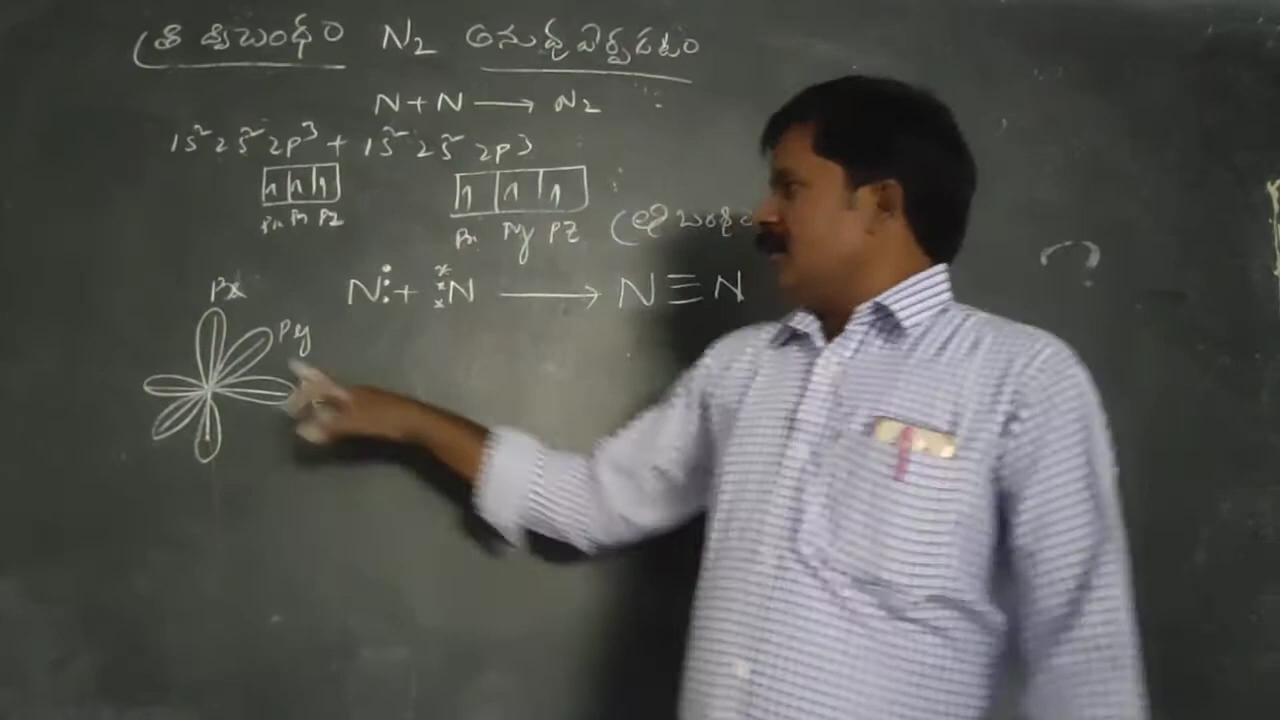 త్రి బంధం N₂ అణువు ఏర్పడటం
N + N ⟶ N₂
1s² 2s² 2p³ + 1s² 2s² 2p³
Px Py Pz Px Py Pz
(త్రి బంధం
N + N ⟶ N ≡ N
Px
Py